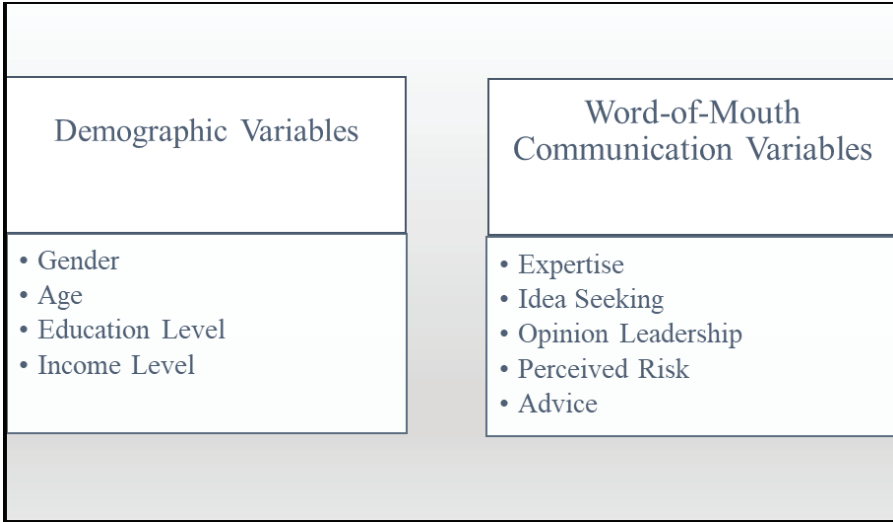 Demographic Variables
• Gender
• Age
• Education Level
• Income Level
Word-of-Mouth
Communication Variables
• Expertise
• Idea Seeking
• Opinion Leadership
• Perceived Risk
• Advice